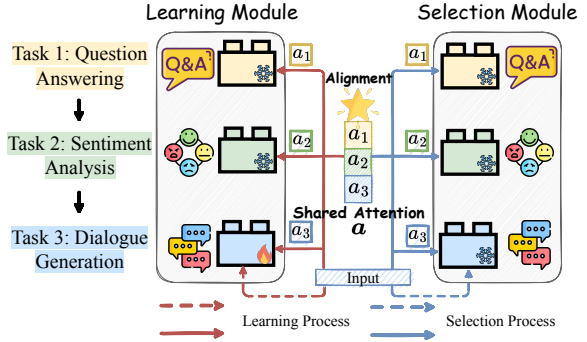 Learning Module
Selection Module
Task 1: Question
Answering
Task 2: Sentiment
Analysis
Task 3: Dialogue
Generation
Q&A
a1
a2
a3
Alignment
a1
a2
a3
Shared Attention
a
Input
a1
a2
a3
Q&A
Learning Process
Selection Process